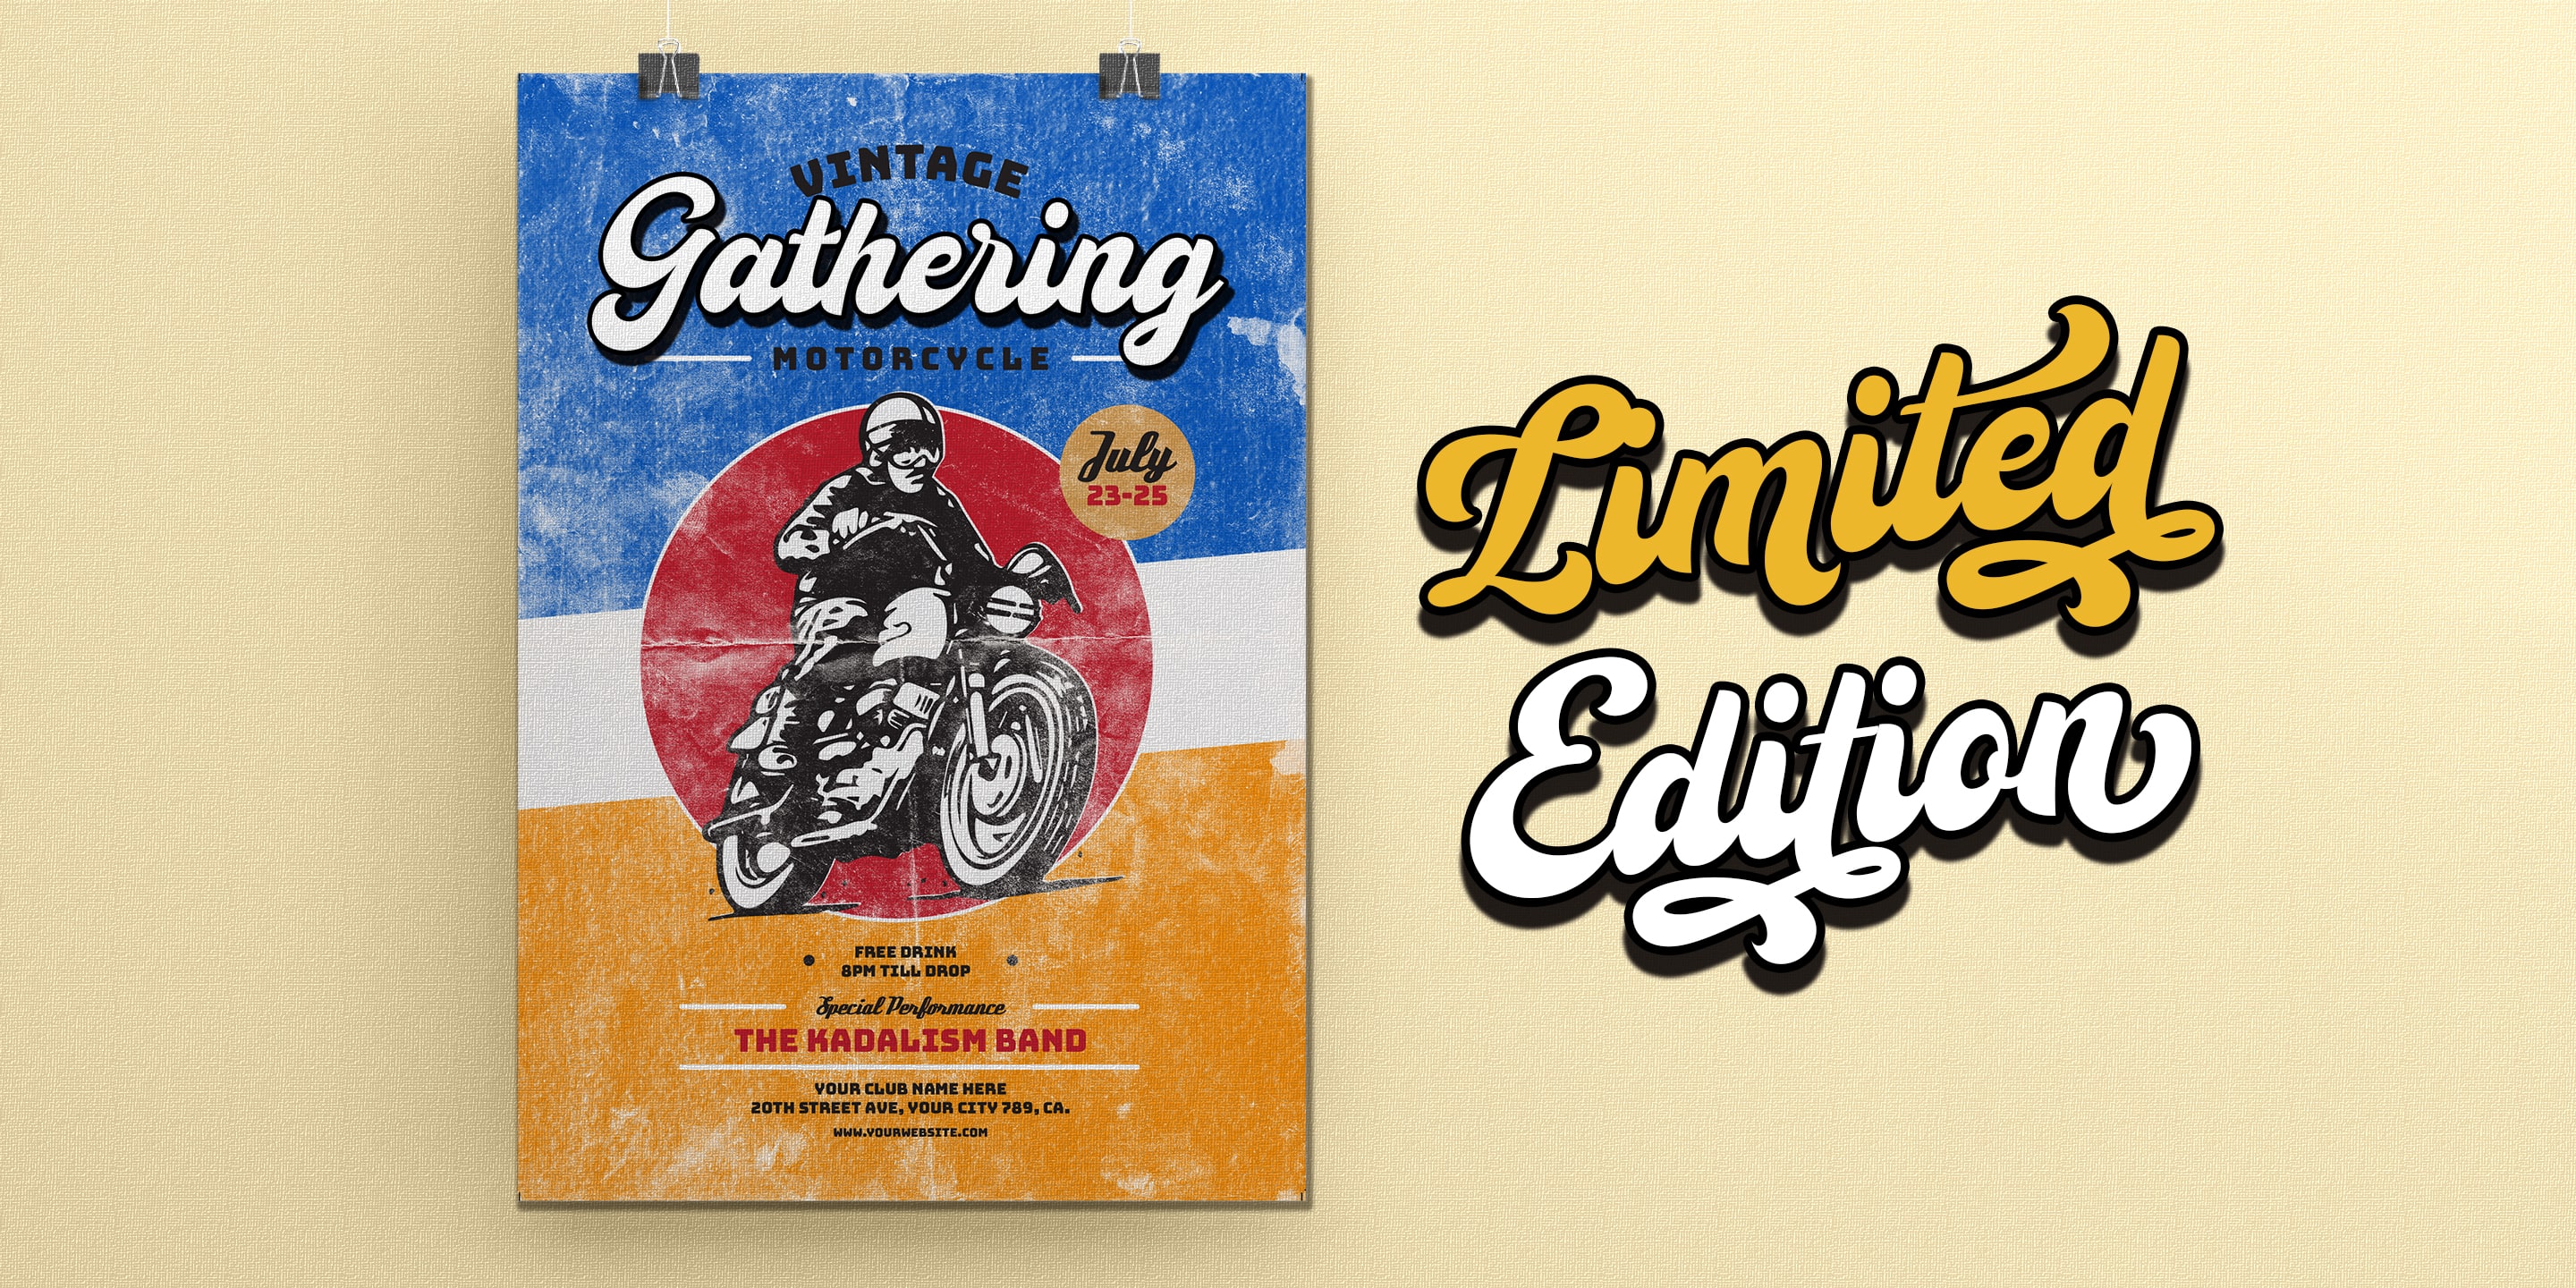 VINTAGE
Gathering
MOTORCYCLE
July
23-25
FREE DRINK
8PM TILL DROP
Special Performance
THE KADALISM BAND
YOUR CLUB NAME HERE
20TH STREET AVE, YOUR CITY 789, CA.
WWW.YOURWEBSITE.COM
Limited
Edition